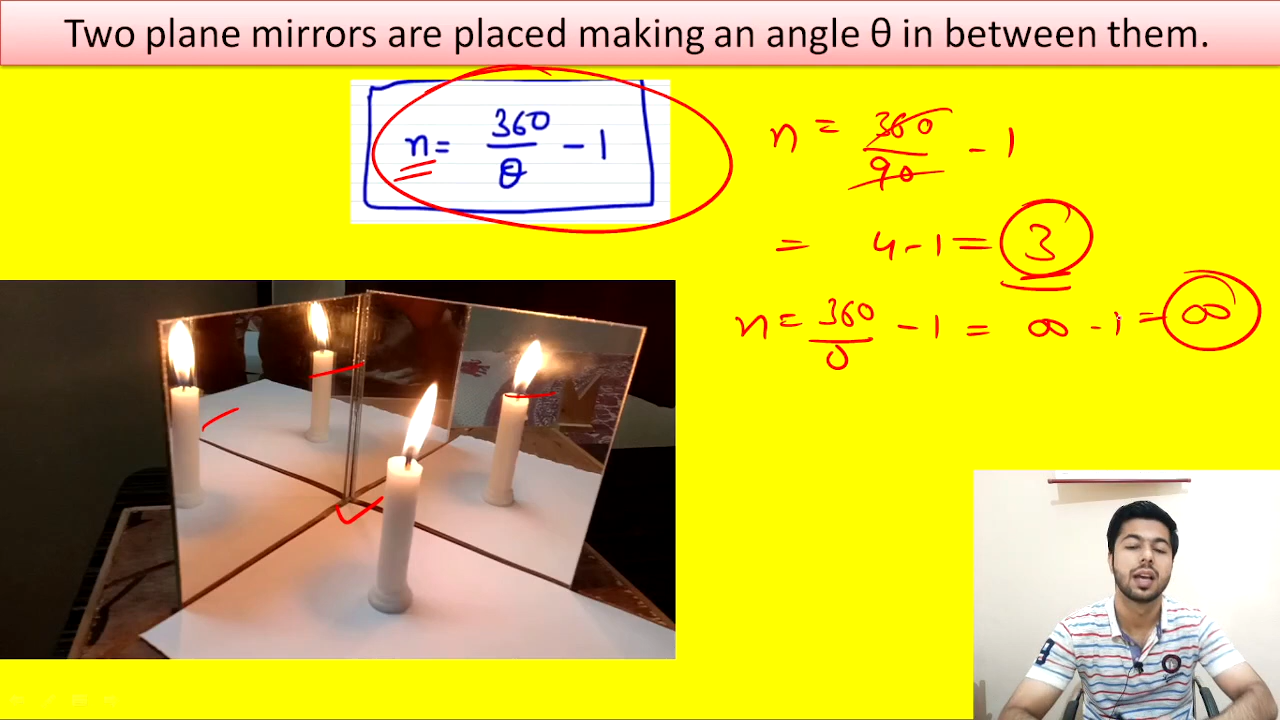 Two plane mirrors are placed making an angle θ in between them.
n = 360/θ - 1
n = 360/90 - 1
= 4 - 1 = 3
n = 360/0 - 1 = ∞ - 1 = ∞